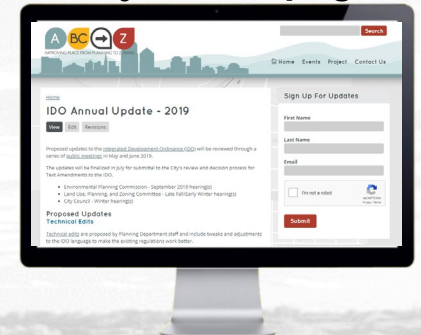 A BC Z
IMPROVING PLACE FROM PLANNING TO ZONING
Search
Home Events Project Contact Us
Home
IDO Annual Update - 2019
View Edit Revisions
Proposed updates to the Integrated Development Ordinance (IDO) will be reviewed through a
series of public meetings in May and June 2019.
The updates will be finalized in July for submittal to the City's review and decision process for
Text Amendments to the IDO.
Environmental Planning Commission - September 2019 hearing(s)
Land Use, Planning, and Zoning Committee - Late Fall/Early Winter hearing(s)
City Council - Winter hearing(s)
Proposed Updates
Technical Edits
Technical edits are proposed by Planning Department staff and include tweaks and adjustments
to the IDO language to make the existing regulations work better.
Sign Up For Updates
First Name
Last Name
Email
I'm not a robot
reCAPTCHA
Privacy - Terms
Submit